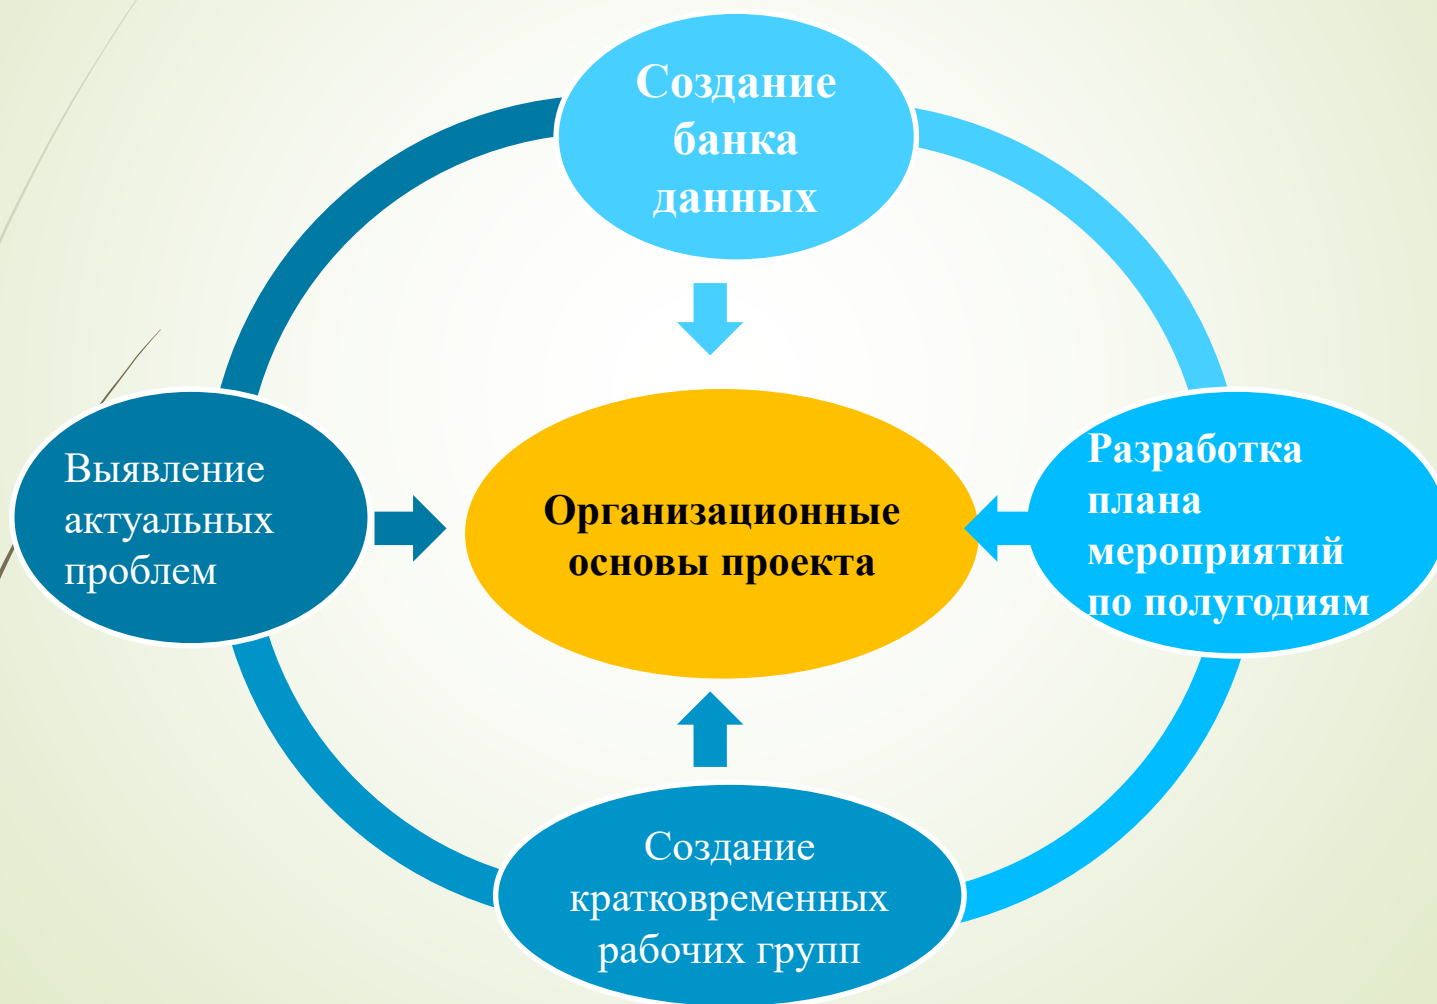 Создание
банка
данных
Выявление
актуальных
проблем
Организационные
основы проекта
Разработка
плана
мероприятий
по полугодиям
Создание
кратковременных
рабочих групп